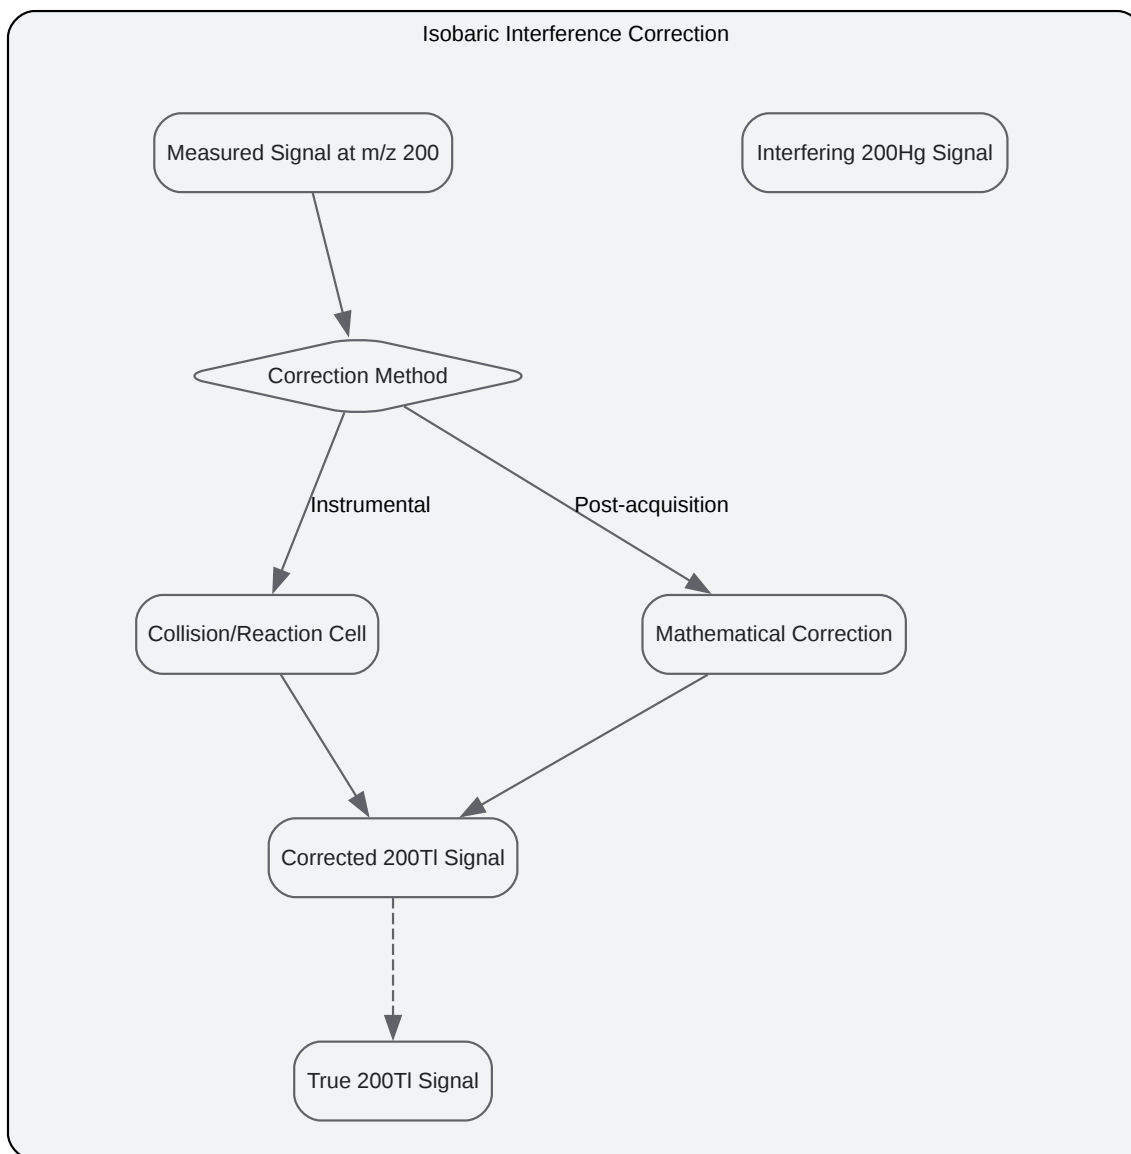 Isobaric Interference Correction
Measured Signal at m/z 200
Interfering 200Hg Signal
Correction Method
Instrumental
Post-acquisition
Collision/Reaction Cell
Mathematical Correction
Corrected 200Tl Signal
True 200Tl Signal